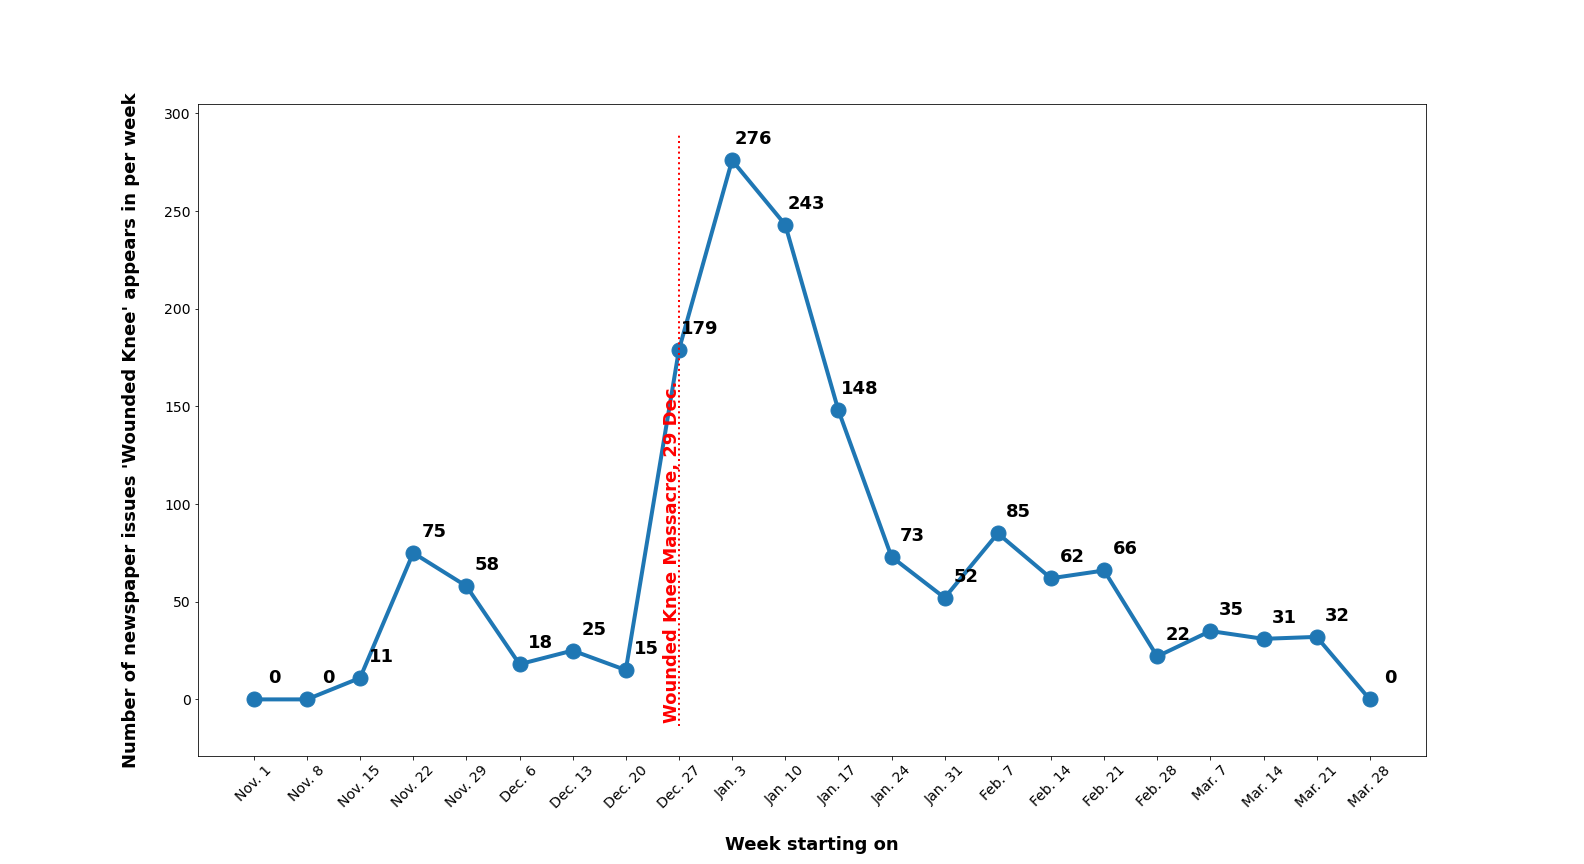 Number of newspaper issues 'Wounded Knee' appears in per week
300
250
200
150
100
50
0
0
0
11
75
58
18
25
15
179
276
243
148
73
52
85
62
66
22
35
31
32
0
Wounded Knee Massacre, 29 Dec.
Nov. 1
Nov. 8
Nov. 15
Nov. 22
Nov. 29
Dec. 6
Dec. 13
Dec. 20
Dec. 27
Jan. 3
Jan. 10
Jan. 17
Jan. 24
Jan. 31
Feb. 7
Feb. 14
Feb. 21
Feb. 28
Mar. 7
Mar. 14
Mar. 21
Mar. 28
Week starting on